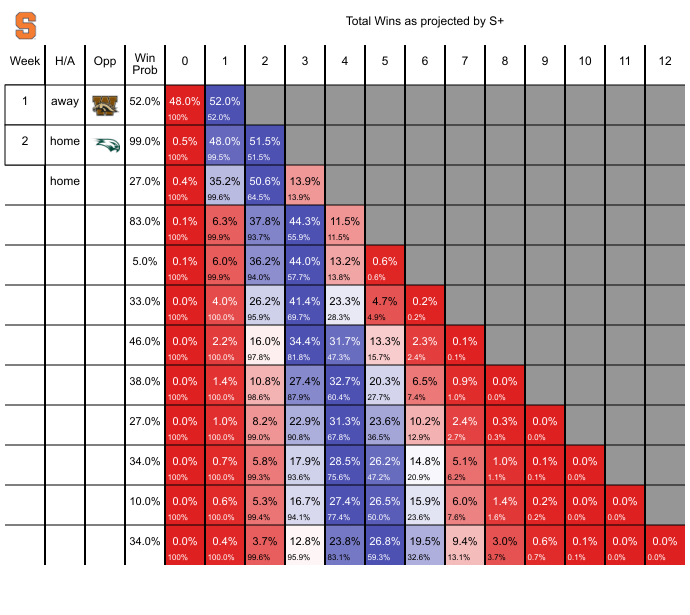 S
Total Wins as projected by S+
Week H/A Opp Win Prob 0 1 2 3 4 5 6 7 8 9 10 11 12
1 away W 52.0% 48.0% 52.0%
100% 52.0%
2 home 99.0% 0.5% 48.0% 51.5%
100% 99.5% 51.5%
home 27.0% 0.4% 35.2% 50.6% 13.9%
100% 99.6% 64.5% 13.9%
83.0% 0.1% 6.3% 37.8% 44.3% 11.5%
100% 99.9% 93.7% 55.9% 11.5%
5.0% 0.1% 6.0% 36.2% 44.0% 13.2% 0.6%
100% 99.9% 94.0% 57.7% 13.8% 0.6%
33.0% 0.0% 4.0% 26.2% 41.4% 23.3% 4.7% 0.2%
100% 100.0% 95.9% 69.7% 28.3% 4.9% 0.2%
46.0% 0.0% 2.2% 16.0% 34.4% 31.7% 13.3% 2.3% 0.1%
100% 100.0% 97.8% 81.8% 47.3% 15.7% 2.4% 0.1%
38.0% 0.0% 1.4% 10.8% 27.4% 32.7% 20.3% 6.5% 0.9% 0.0%
100% 100.0% 98.6% 87.9% 60.4% 27.7% 7.4% 1.0% 0.0%
27.0% 0.0% 1.0% 8.2% 22.9% 31.3% 23.6% 10.2% 2.4% 0.3% 0.0%
100% 100.0% 99.0% 90.8% 67.8% 36.5% 12.9% 2.7% 0.3% 0.0%
34.0% 0.0% 0.7% 5.8% 17.9% 28.5% 26.2% 14.8% 5.1% 1.0% 0.1% 0.0%
100% 100.0% 99.3% 93.6% 75.6% 47.2% 20.9% 6.2% 1.1% 0.1% 0.0%
10.0% 0.0% 0.6% 5.3% 16.7% 27.4% 26.5% 15.9% 6.0% 1.4% 0.2% 0.0% 0.0%
100% 100.0% 99.4% 94.1% 77.4% 50.0% 23.6% 7.6% 1.6% 0.2% 0.0% 0.0%
34.0% 0.0% 0.4% 3.7% 12.8% 23.8% 26.8% 19.5% 9.4% 3.0% 0.6% 0.1% 0.0% 0.0%
100% 100.0% 99.6% 95.9% 83.1% 59.3% 32.6% 13.1% 3.7% 0.7% 0.1% 0.0% 0.0%